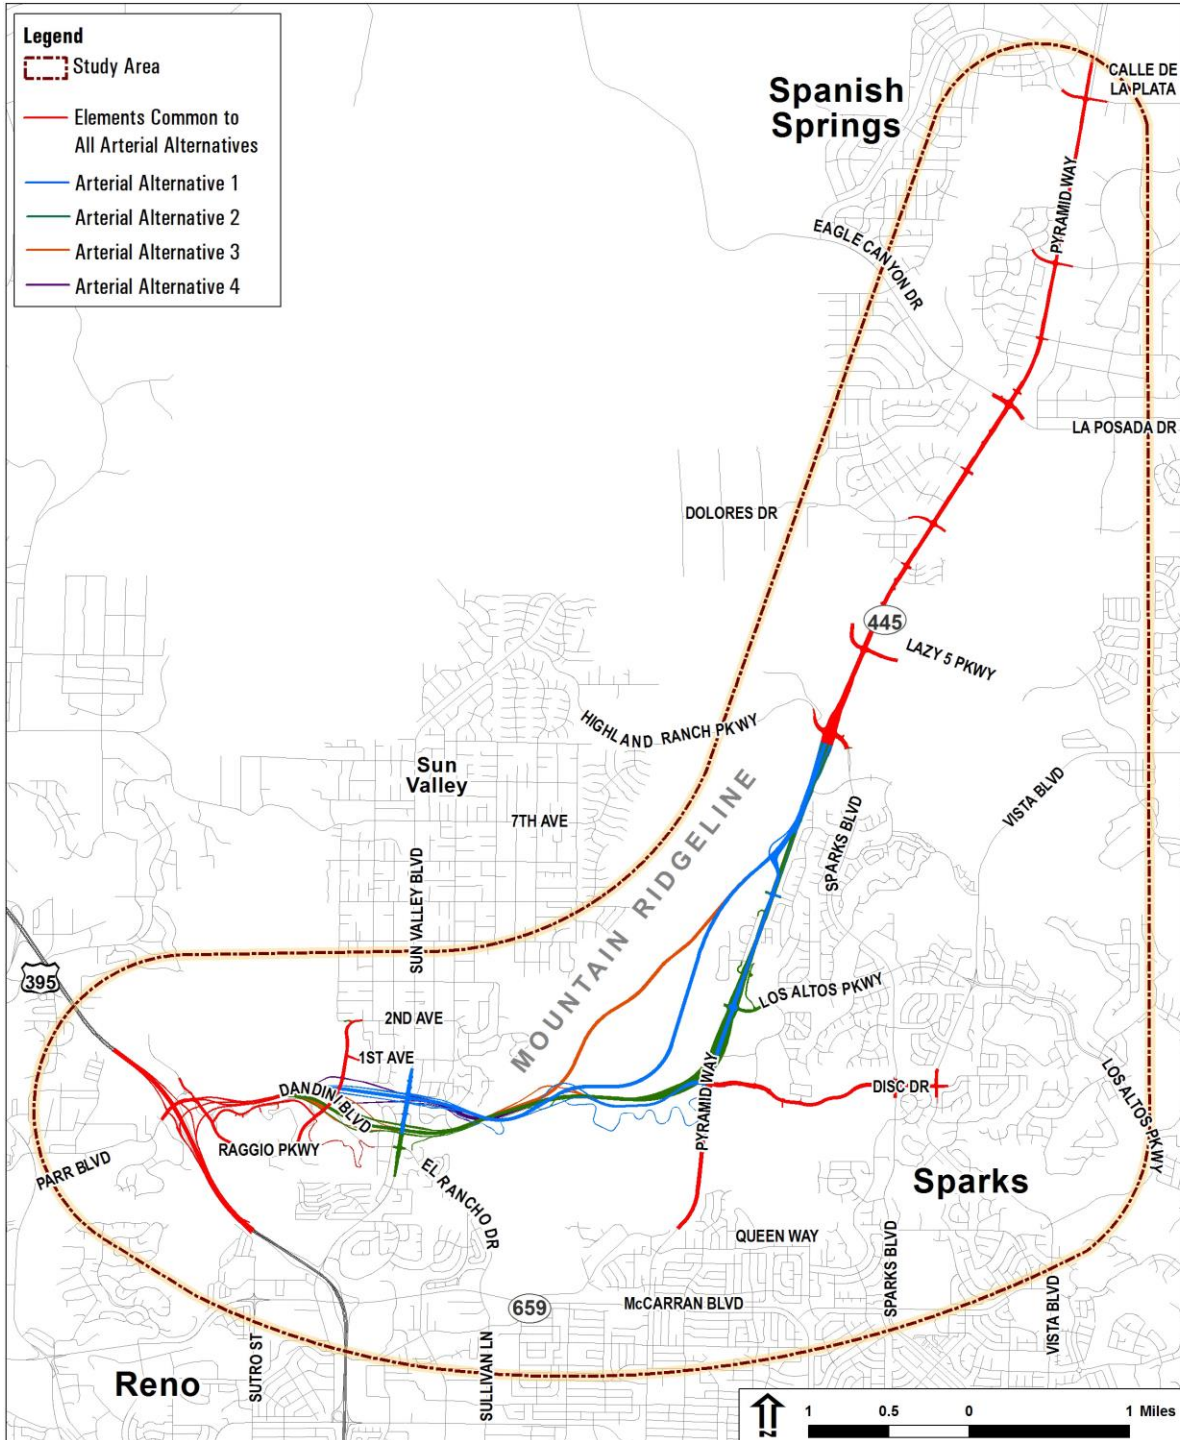 Legend
Study Area
Elements Common to
All Arterial Alternatives
Arterial Alternative 1
Arterial Alternative 2
Arterial Alternative 3
Arterial Alternative 4
Spanish
Springs
CALLE DE
LA PLATA
PYRAMID WAY
EAGLE CANYON DR
LA POSADA DR
DOLORES DR
445
LAZY 5 PKWY
HIGHLAND RANCH PKWY
Sun
Valley
7TH AVE
MOUNTAIN RIDGELINE
SPARKS BLVD
VISTA BLVD
SUN VALLEY BLVD
395
LOS ALTOS PKWY
2ND AVE
1ST AVE
DANDINI BLVD
PYRAMID WAY
DISC DR
LOS ALTOS PKWY
RAGGIO PKWY
PARR BLVD
EL RANCHO DR
Sparks
QUEEN WAY
SPARKS BLVD
659
McCARRAN BLVD
VISTA BLVD
SUTRO ST
SULLIVAN LN
Reno
N
1 0.5 0 1 Miles